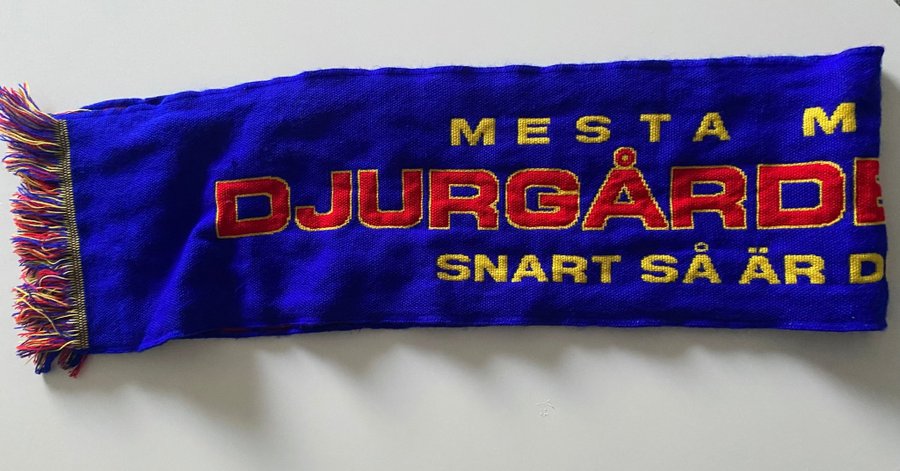 MESTA M
DJURGÅRDE
SNART SÅ ÄR D